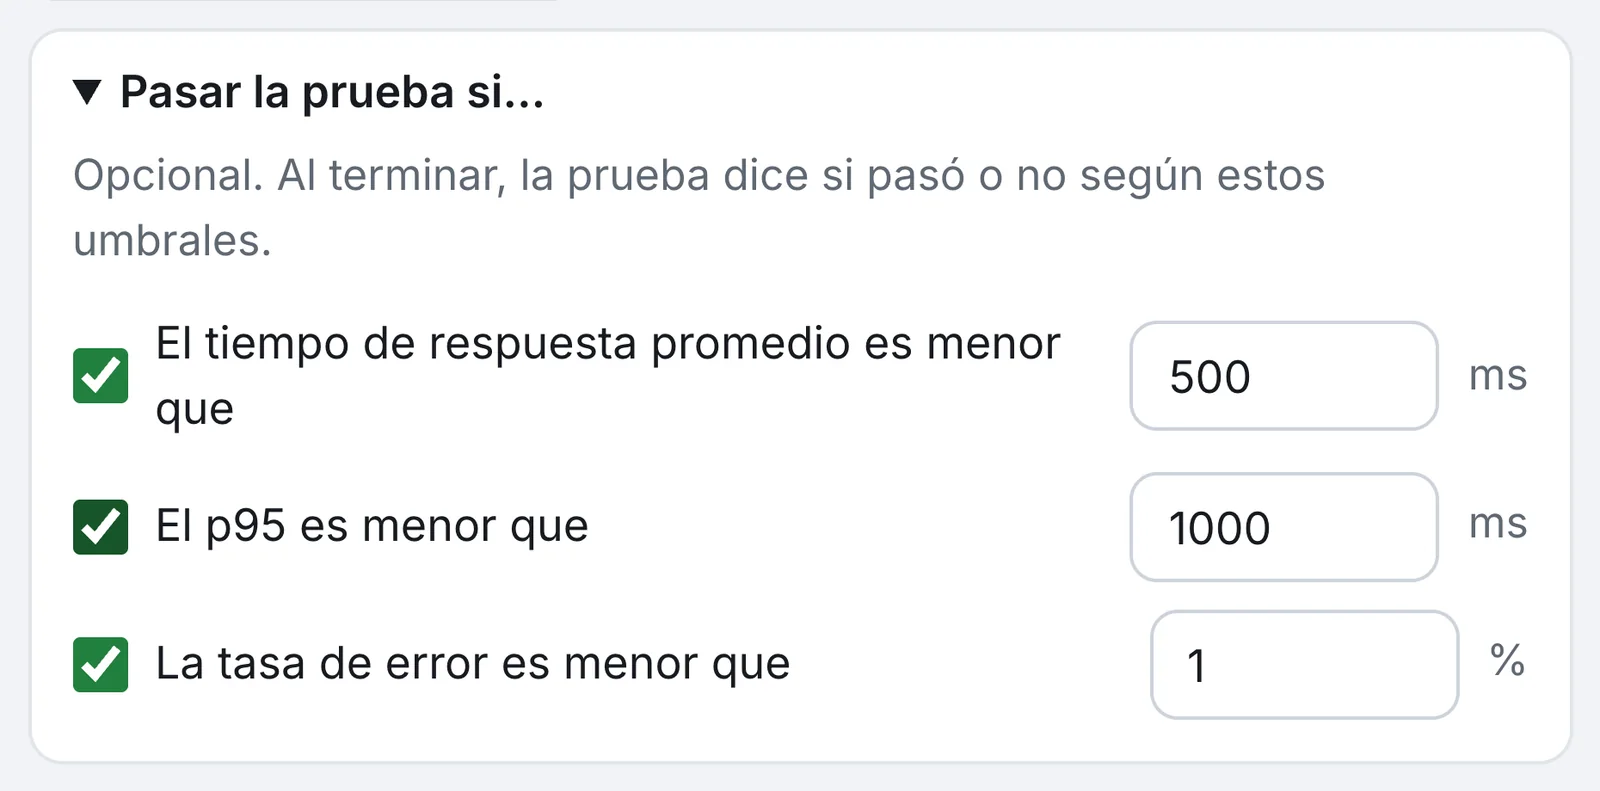 Pasar la prueba si...
Opcional. Al terminar, la prueba dice si pasó o no según estos
umbrales.
El tiempo de respuesta promedio es menor
que
500 ms
El p95 es menor que 1000 ms
La tasa de error es menor que 1 %